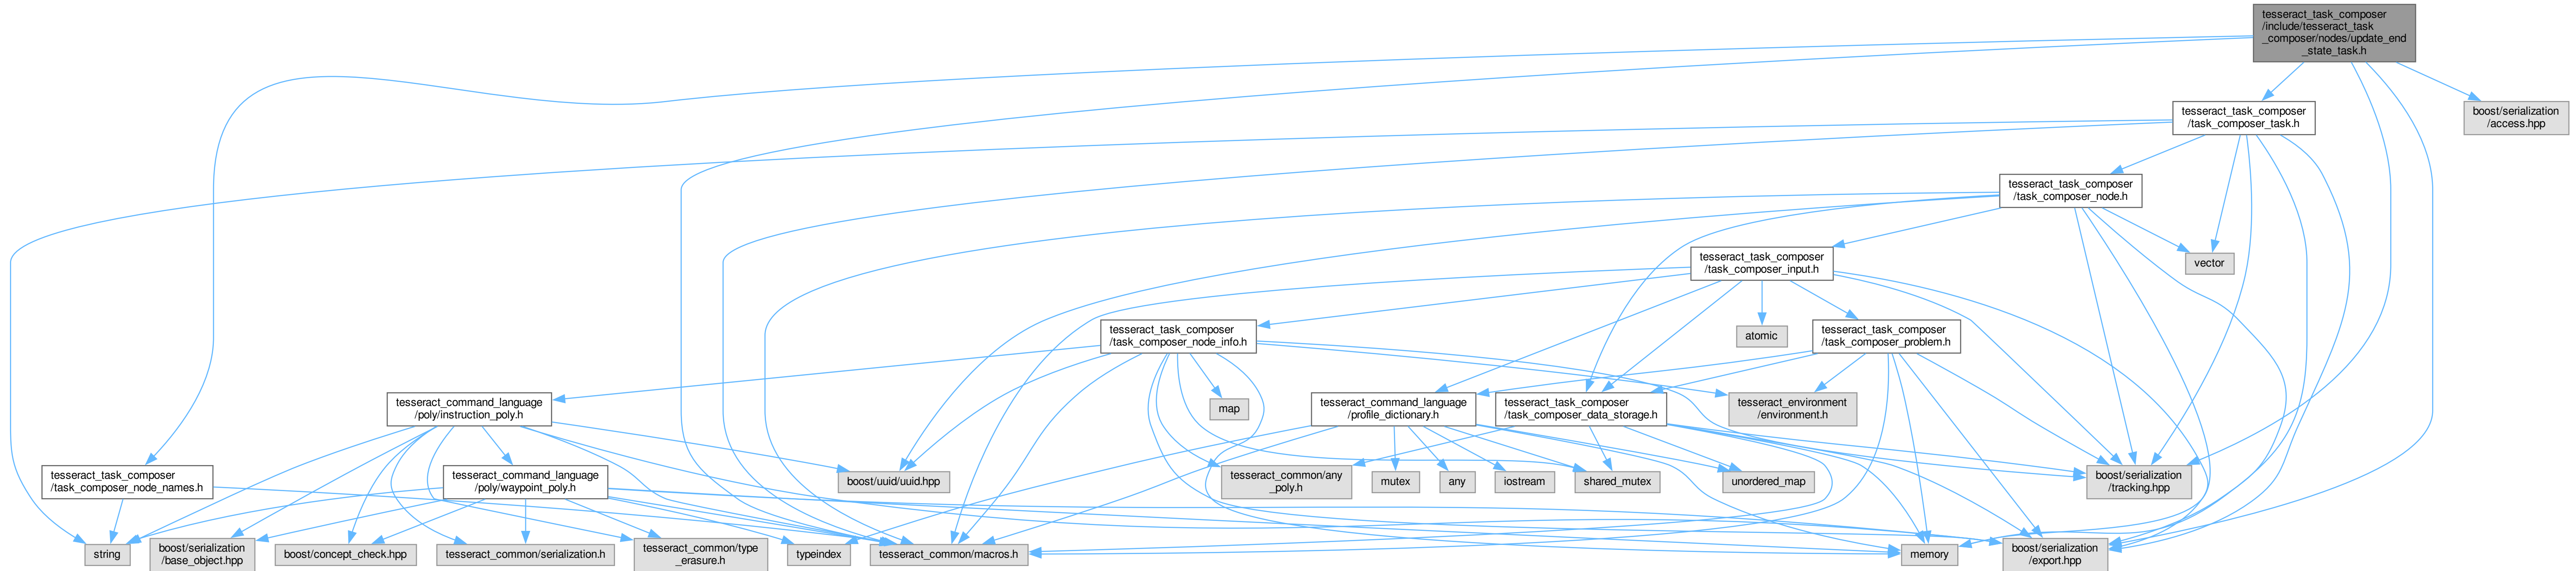 tesseract_task_composer
/include/tesseract_task
_composer/nodes/update_end
_state_task.h
tesseract_task_composer
/task_composer_task.h
boost/serialization
/access.hpp
tesseract_task_composer
/task_composer_node.h
vector
tesseract_task_composer
/task_composer_input.h
tesseract_task_composer
/task_composer_node_info.h
atomic
tesseract_task_composer
/task_composer_problem.h
tesseract_command_language
/poly/instruction_poly.h
map
tesseract_command_language
/profile_dictionary.h
tesseract_task_composer
/task_composer_data_storage.h
tesseract_environment
/environment.h
tesseract_task_composer
/task_composer_node_names.h
tesseract_command_language
/poly/waypoint_poly.h
boost/uuid/uuid.hpp
tesseract_common/any
_poly.h
mutex
any
iostream
shared_mutex
unordered_map
boost/serialization
/tracking.hpp
string
boost/serialization
/base_object.hpp
boost/concept_check.hpp
tesseract_common/serialization.h
tesseract_common/type
_erasure.h
typeindex
tesseract_common/macros.h
memory
boost/serialization
/export.hpp